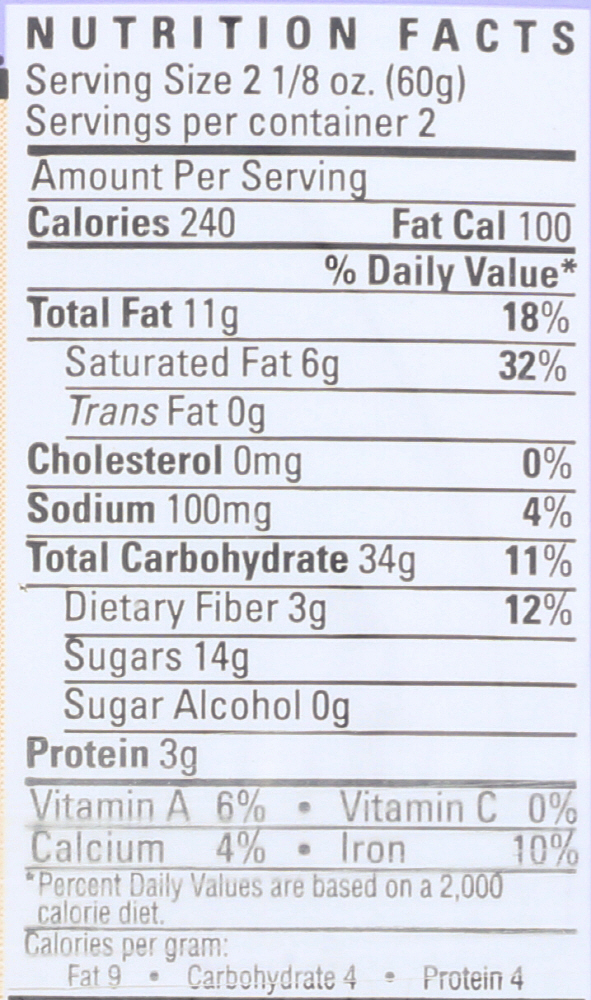 NUTRITION FACTS
Serving Size 2 1/8 oz. (60g)
Servings per container 2
Amount Per Serving
Calories 240 Fat Cal 100
% Daily Value*
Total Fat 11g 18%
Saturated Fat 6g 32%
Trans Fat 0g
Cholesterol 0mg 0%
Sodium 100mg 4%
Total Carbohydrate 34g 11%
Dietary Fiber 3g 12%
Sugars 14g
Sugar Alcohol 0g
Protein 3g
Vitamin A 6% • Vitamin C 0%
Calcium 4% • Iron 10%
*Percent Daily Values are based on a 2,000
calorie diet.
Calories per gram:
Fat 9 • Carbohydrate 4 • Protein 4